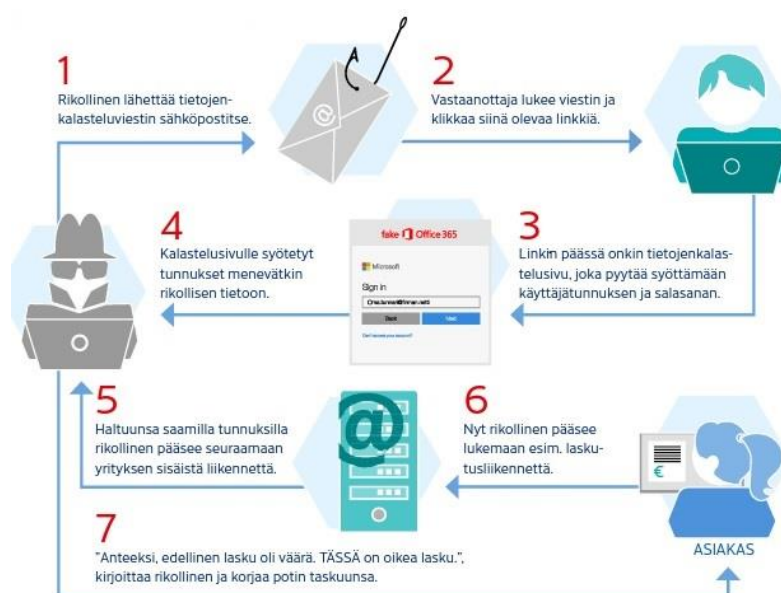 1
Rikollinen lähettää tietojen-
kalasteluviestin sähköpostitse.
@
2
Vastaanottaja lukee viestin ja
klikkaa siinä olevaa linkkiä.
3
Linkin päässä onkin tietojenkalas-
telusivu, joka pyytää syöttämään
käyttäjätunnuksen ja salasanan.
fake Office 365
Microsoft
Sign in
Back
Next
Can't access your account?
4
Kalastelusivulle syötetyt
tunnukset menevätkin
rikollisen tietoon.
5
Haltuunsa saamilla tunnuksilla
rikollinen pääsee seuraamaan
yrityksen sisäistä liikennettä.
@
6
Nyt rikollinen pääsee
lukemaan esim. lasku-
tusliikennettä.
€
ASIAKAS
7
"Anteeksi, edellinen lasku oli väärä. TÄSSÄ on oikea lasku.",
kirjoittaa rikollinen ja korjaa potin taskuunsa.